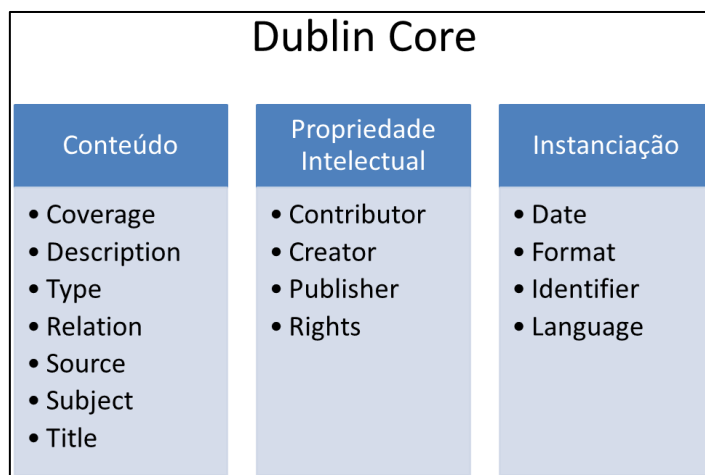 Dublin Core
Conteúdo
• Coverage
• Description
• Type
• Relation
• Source
• Subject
• Title
Propriedade
Intelectual
• Contributor
• Creator
• Publisher
• Rights
Instanciação
• Date
• Format
• Identifier
• Language